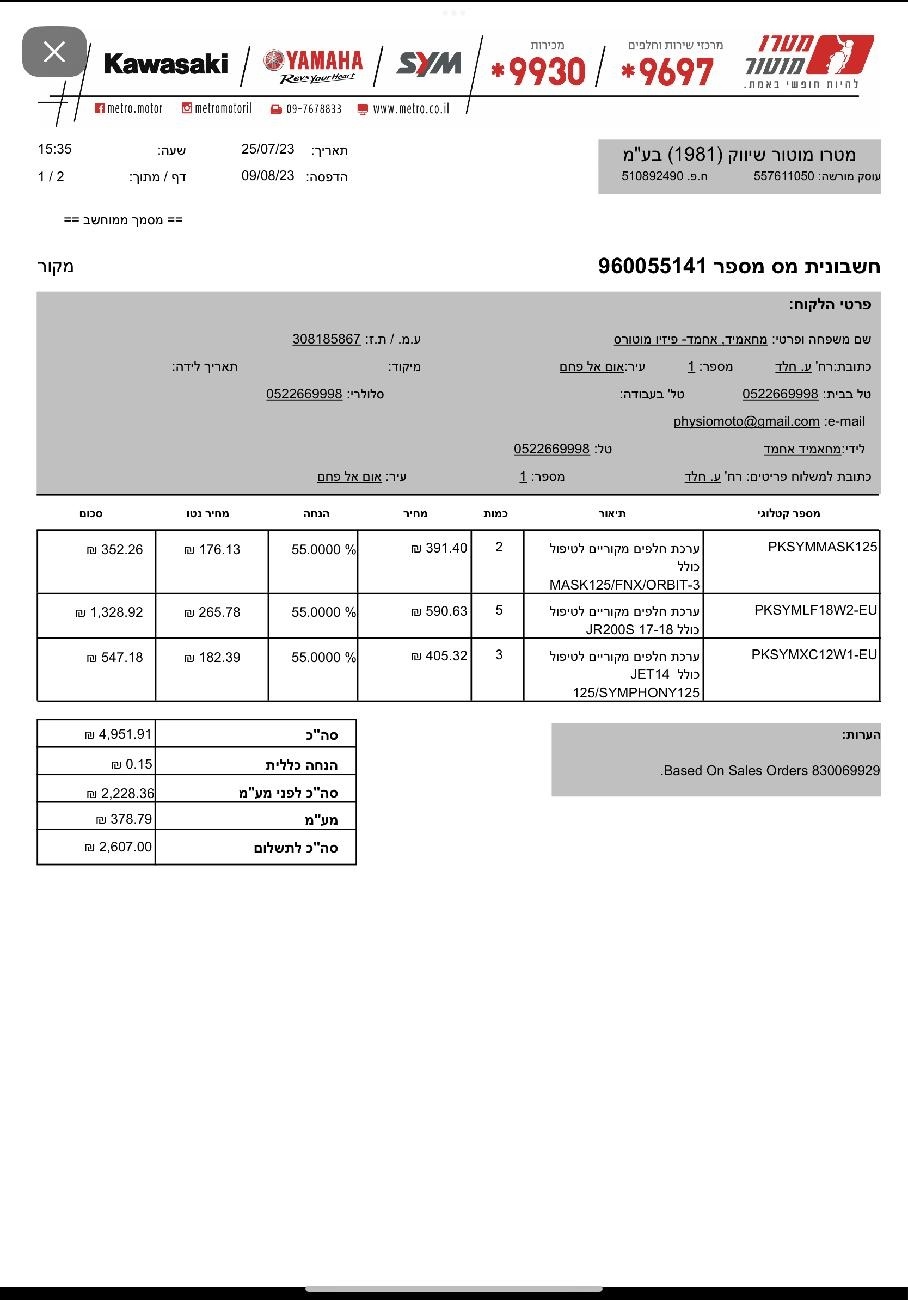 Kawasaki
YAMAHA
Revs Your Heart
SYM
מכירות
*9930
מרכזי שירות וחלפים
*9697
מטרו מוטור
להיות חופשי באמת.
metro.motor metromotoril 09-7678833 www.metro.co.il
מטרו מוטור שיווק (1981) בע"מ
עוסק מורשה: 557611050 ח.פ. 510892490
תאריך: 25/07/23 שעה: 15:35
הדפסה: 09/08/23 דף / מתוך: 1 / 2
== מסמך ממוחשב ==
חשבונית מס מספר 960055141 מקור
פרטי הלקוח:
שם משפחה ופרטי: מחאמיד, אחמד- פיזיו מוטורס ע.מ. / ת.ז: 308185867
כתובת:רח' ע. חלד מספר: 1 עיר:אום אל פחם מיקוד: תאריך לידה:
טל בבית: 0522669998 טל' בעבודה: סלולרי: 0522669998
e-mail: physiomoto@gmail.com
לידי:מחאמיד אחמד טל: 0522669998
כתובת למשלוח פריטים: רח' ע. חלד מספר: 1 עיר: אום אל פחם
מספר קטלוגי תיאור כמות מחיר הנחה מחיר נטו סכום
PKSYMMASK125 ערכת חלפים מקוריים לטיפול 2 391.40 ₪ 55.0000 % 176.13 ₪ 352.26 ₪
כולל
MASK125/FNX/ORBIT-3
PKSYMLF18W2-EU ערכת חלפים מקוריים לטיפול 5 590.63 ₪ 55.0000 % 265.78 ₪ 1,328.92 ₪
כולל JR200S 17-18
PKSYMXC12W1-EU ערכת חלפים מקוריים לטיפול 3 405.32 ₪ 55.0000 % 182.39 ₪ 547.18 ₪
כולל JET14
125/SYMPHONY125
הערות:
Based On Sales Orders 830069929.
סה"כ 4,951.91 ₪
הנחה כללית 0.15 ₪
סה"כ לפני מע"מ 2,228.36 ₪
מע"מ 378.79 ₪
סה"כ לתשלום 2,607.00 ₪